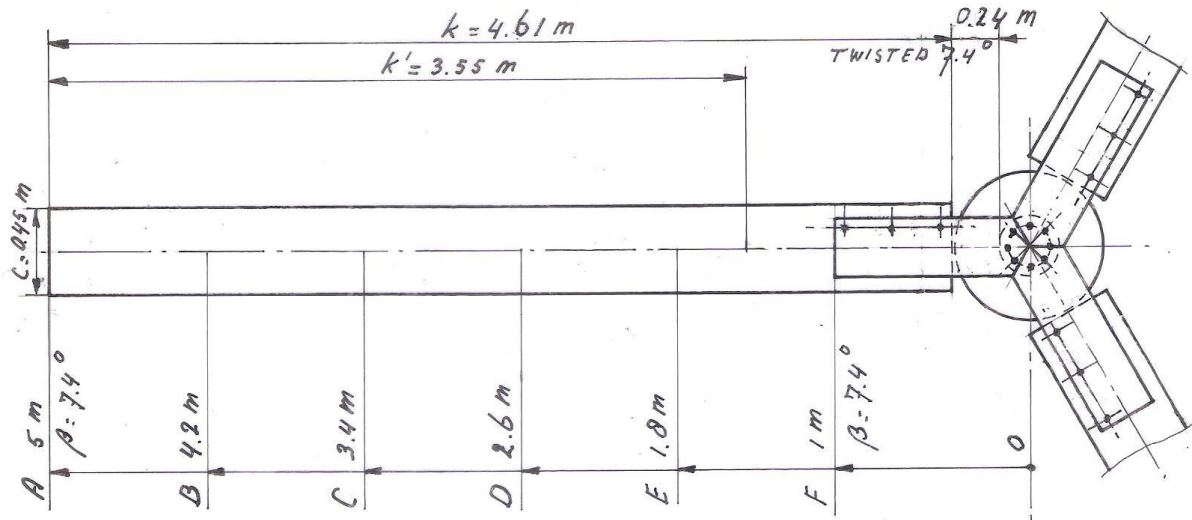 k = 4.61 m
0.24 m
TWISTED 7.4°
k' = 3.55 m
C = 0.45 m
A 5 m β = 7.4°
B 4.2 m
C 3.4 m
D 2.6 m
E 1.8 m
F 1 m β = 7.4°
0